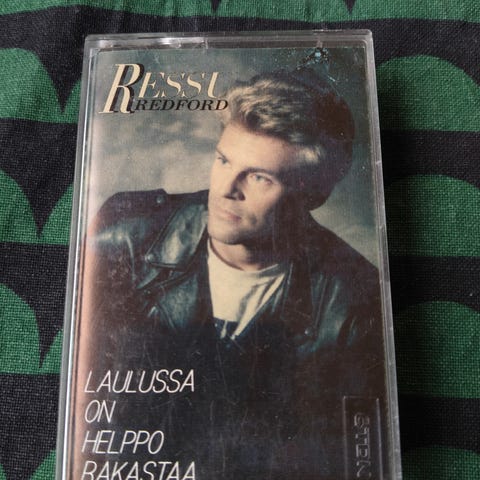 RESSU
REDFORD
LAULUSSA
ON
HELPPO
RAKASTAA